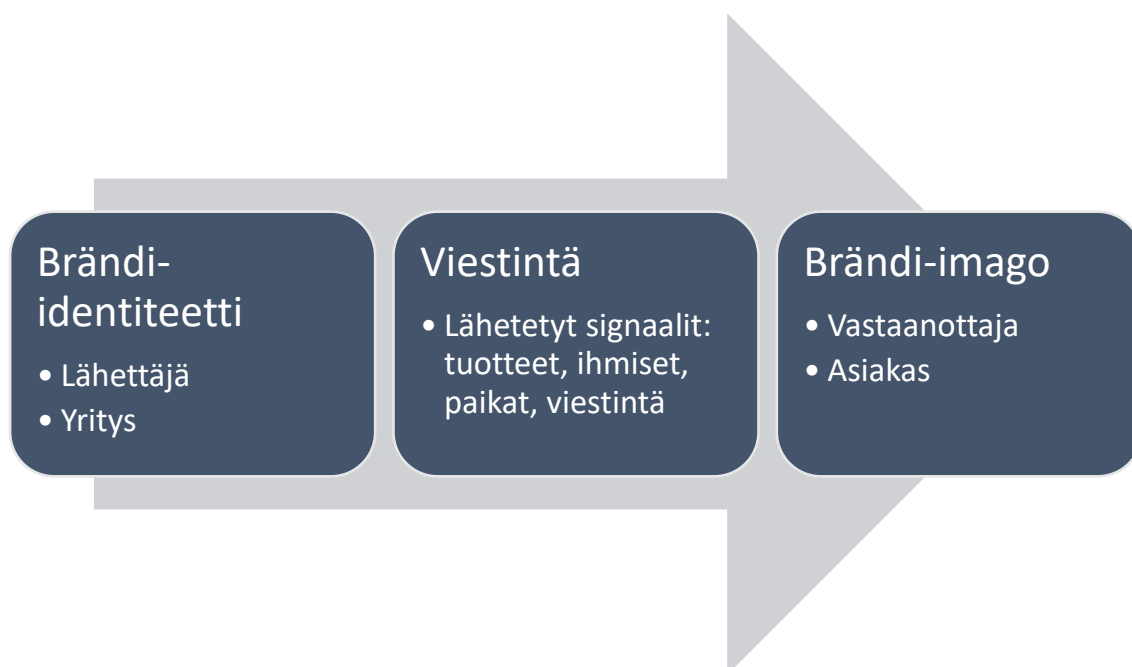 Brändi-
identiteetti
• Lähettäjä
• Yritys
Viestintä
• Lähetetyt signaalit:
tuotteet, ihmiset,
paikat, viestintä
Brändi-imago
• Vastaanottaja
• Asiakas